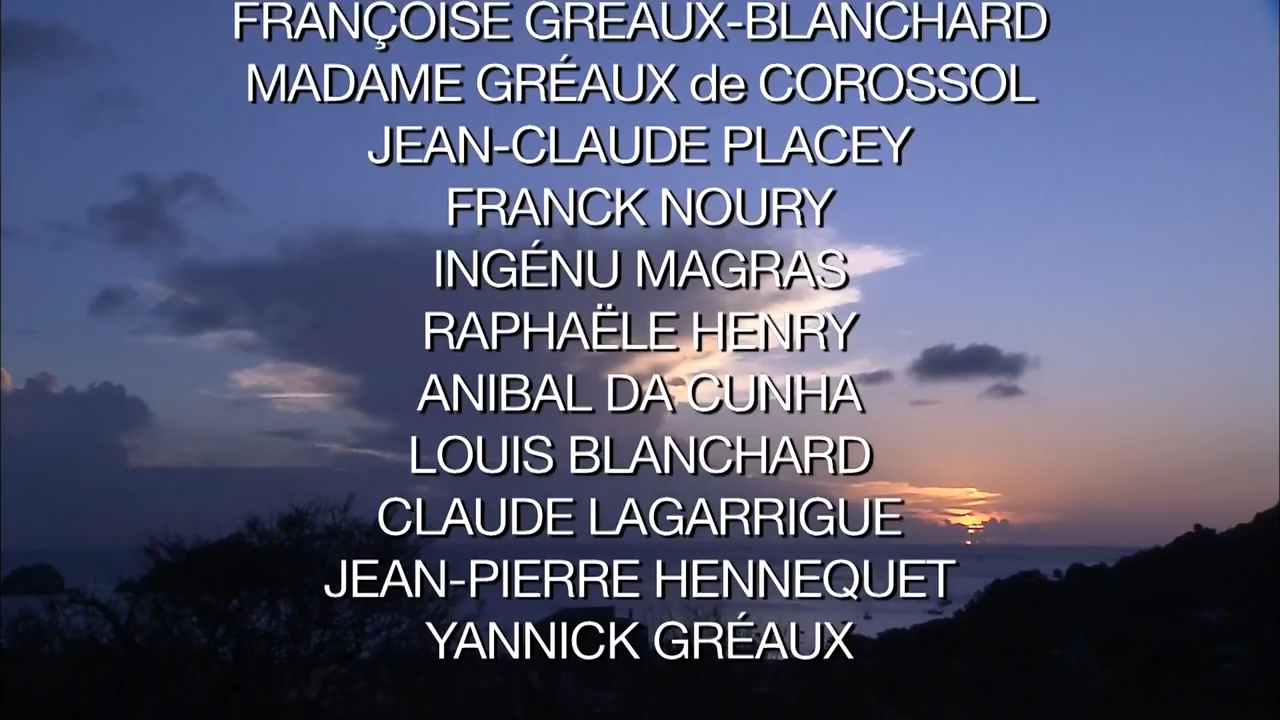 FRANÇOISE GRÉAUX-BLANCHARD
MADAME GRÉAUX de COROSSOL
JEAN-CLAUDE PLACEY
FRANCK NOURY
INGÉNU MAGRAS
RAPHAËLE HENRY
ANIBAL DA CUNHA
LOUIS BLANCHARD
CLAUDE LAGARRIGUE
JEAN-PIERRE HENNEQUET
YANNICK GRÉAUX